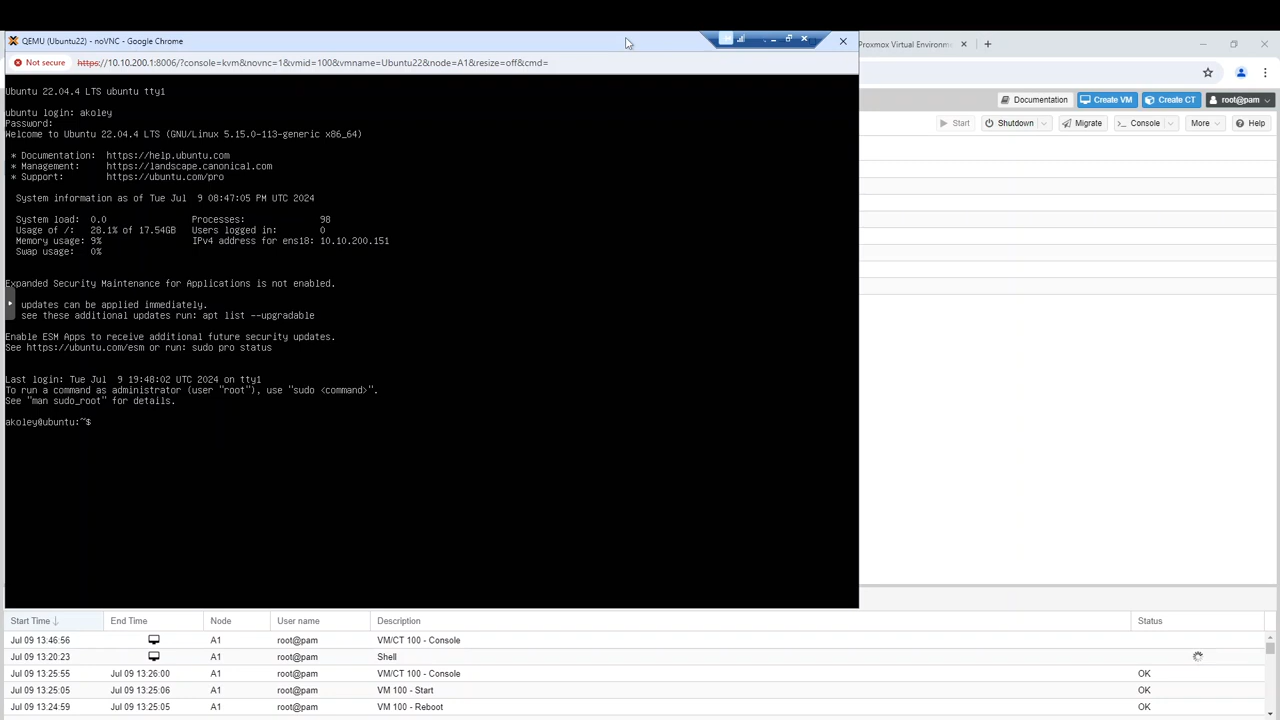 QEMU (Ubuntu22) - noVNC - Google Chrome
Not secure https://10.10.200.1:8006/?console=kvm&novnc=1&vmid=100&vmname=Ubuntu22&node=A1&resize=off&cmd=
Ubuntu 22.04.4 LTS ubuntu tty1
ubuntu login: akoley
Password:
Welcome to Ubuntu 22.04.4 LTS (GNU/Linux 5.15.0-113-generic x86_64)
* Documentation: https://help.ubuntu.com
* Management: https://landscape.canonical.com
* Support: https://ubuntu.com/pro
System information as of Tue Jul 9 08:47:05 PM UTC 2024
System load: 0.0 Processes: 98
Usage of /: 28.1% of 17.54GB Users logged in: 0
Memory usage: 9% IPv4 address for ens18: 10.10.200.151
Swap usage: 0%
Expanded Security Maintenance for Applications is not enabled.
updates can be applied immediately.
see these additional updates run: apt list --upgradable
Enable ESM Apps to receive additional future security updates.
See https://ubuntu.com/esm or run: sudo pro status
Last login: Tue Jul 9 19:48:02 UTC 2024 on tty1
To run a command as administrator (user "root"), use "sudo <command>".
See "man sudo_root" for details.
akoley@ubuntu:~$
Proxmox Virtual Environm
Documentation Create VM Create CT root@pam
Start Shutdown Migrate Console More Help
Start Time End Time Node User name Description Status
Jul 09 13:46:56 A1 root@pam VM/CT 100 - Console
Jul 09 13:20:23 A1 root@pam Shell
Jul 09 13:25:55 Jul 09 13:26:00 A1 root@pam VM/CT 100 - Console OK
Jul 09 13:25:05 Jul 09 13:25:06 A1 root@pam VM 100 - Start OK
Jul 09 13:24:59 Jul 09 13:25:05 A1 root@pam VM 100 - Reboot OK